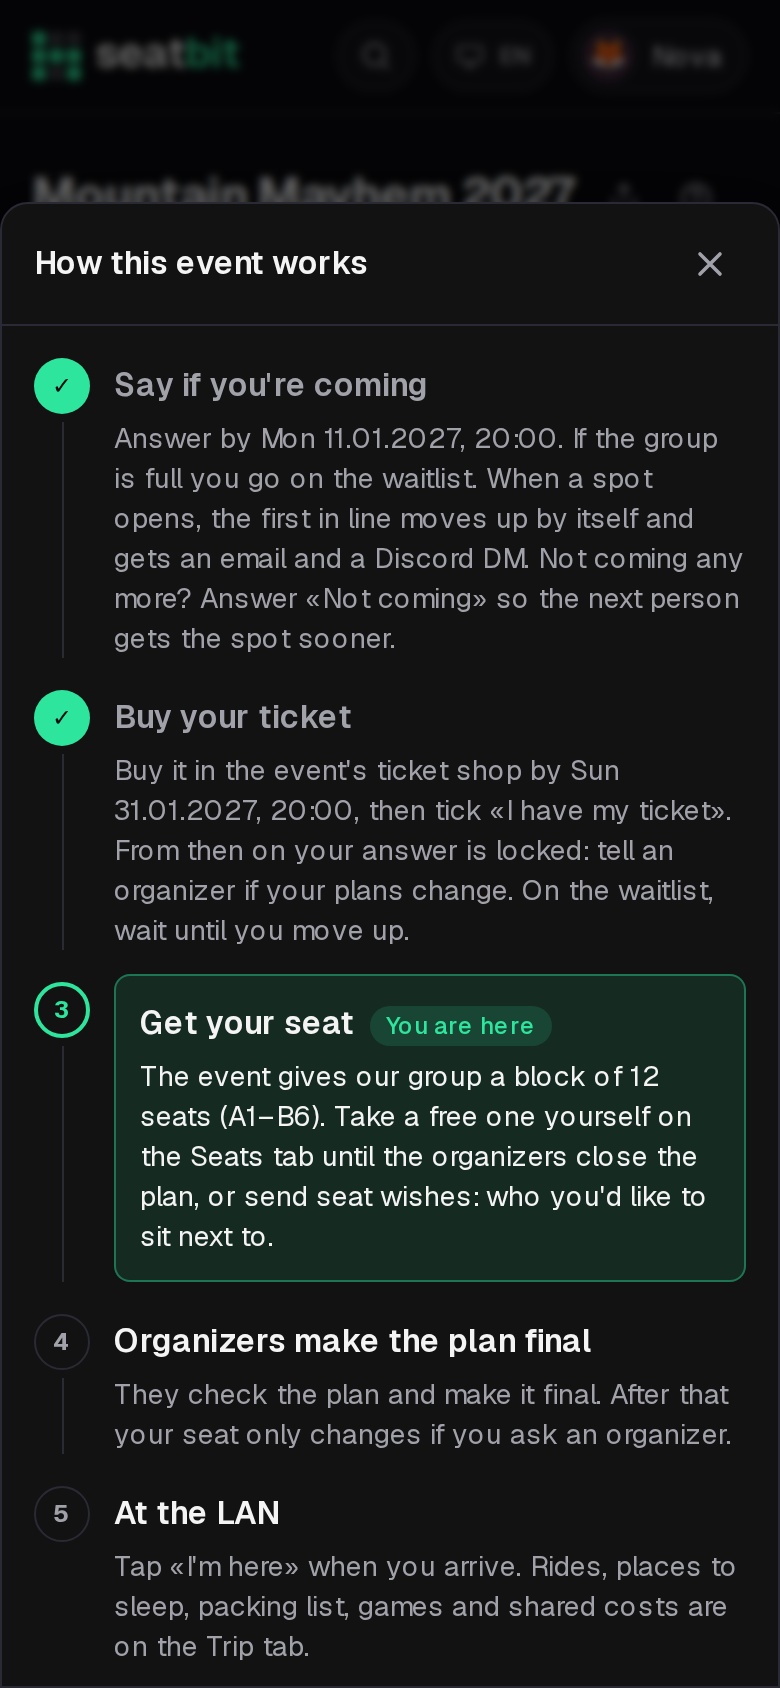 seatbit
EN
Nova
Mountain Mayhem 2027
How this event works
✓
Say if you're coming
Answer by Mon 11.01.2027, 20:00. If the group
is full you go on the waitlist. When a spot
opens, the first in line moves up by itself and
gets an email and a Discord DM. Not coming any
more? Answer «Not coming» so the next person
gets the spot sooner.
✓
Buy your ticket
Buy it in the event's ticket shop by Sun
31.01.2027, 20:00, then tick «I have my ticket».
From then on your answer is locked: tell an
organizer if your plans change. On the waitlist,
wait until you move up.
3
Get your seat
You are here
The event gives our group a block of 12
seats (A1–B6). Take a free one yourself on
the Seats tab until the organizers close the
plan, or send seat wishes: who you'd like to
sit next to.
4
Organizers make the plan final
They check the plan and make it final. After that
your seat only changes if you ask an organizer.
5
At the LAN
Tap «I'm here» when you arrive. Rides, places to
sleep, packing list, games and shared costs are
on the Trip tab.